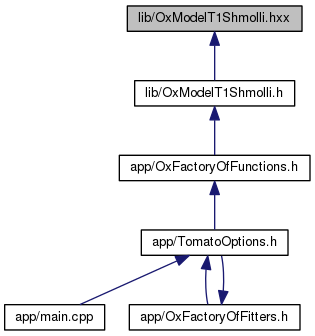 lib/OxModelT1Shmolli.hxx
lib/OxModelT1Shmolli.h
app/OxFactoryOfFunctions.h
app/TomatoOptions.h
app/main.cpp
app/OxFactoryOfFitters.h